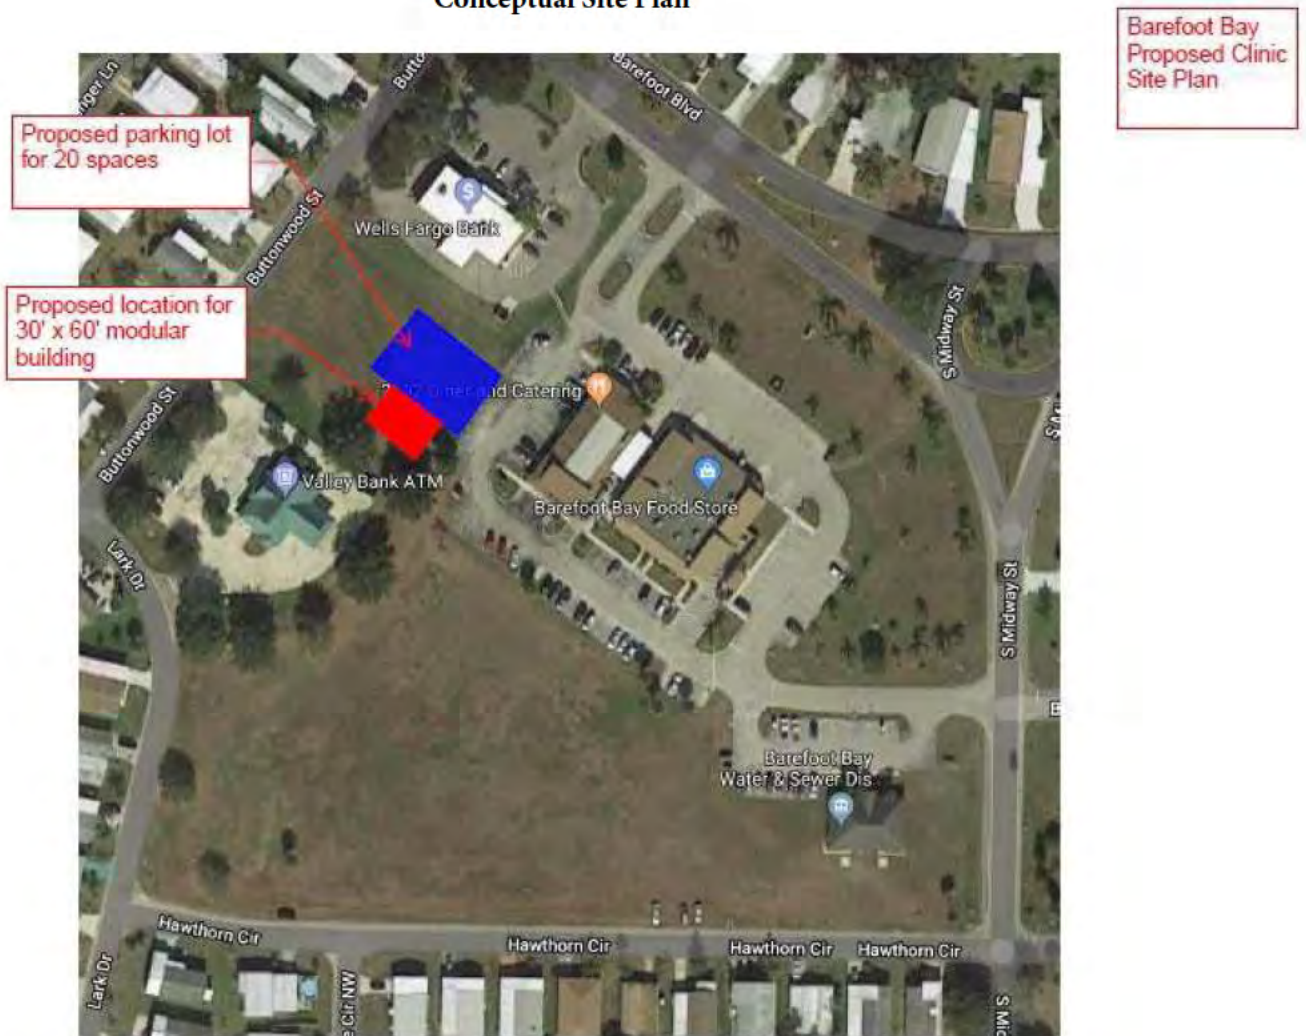 Conceptual Site Plan
Barefoot Bay
Proposed Clinic
Site Plan
Barefoot Blvd
Proposed parking lot
for 20 spaces
Wells Fargo Bank
Buttonwood St
Proposed location for
30' x 60' modular
building
S Midway St
and Catering
Buttonwood St
Valley Bank ATM
Barefoot Bay Food Store
Lark Dr
S Midway St
Barefoot Bay
Water & Sewer Dis
Hawthorn Cir
Hawthorn Cir
Hawthorn Cir
Hawthorn Cir
Lark Dr
Cir NW